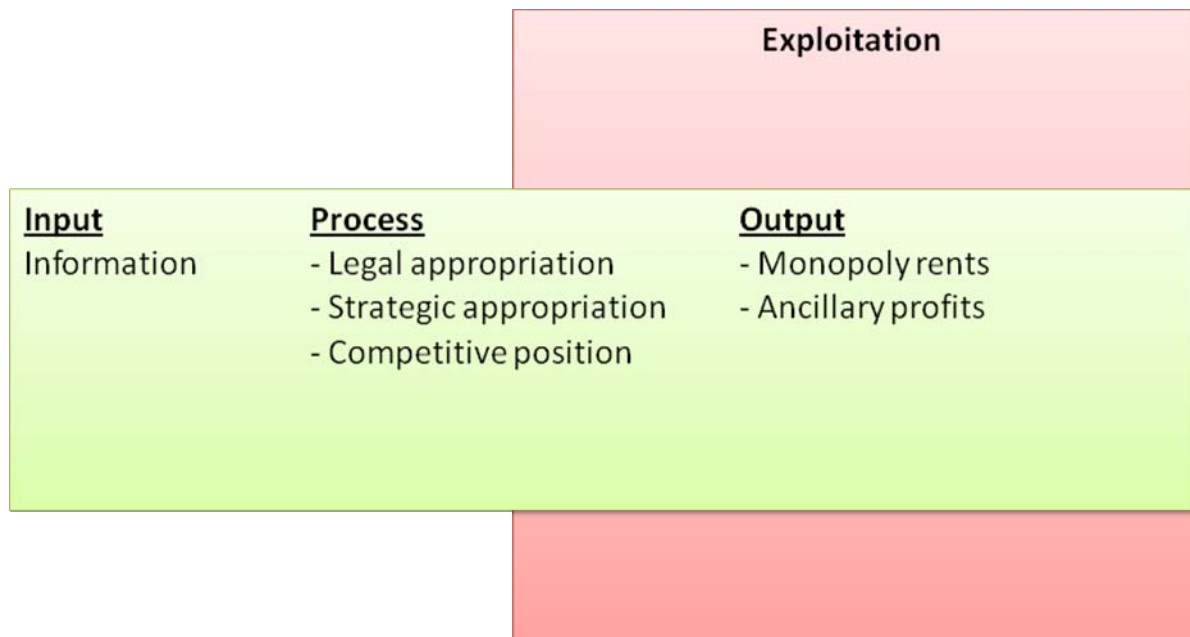 Exploitation
Input
Information
Process
- Legal appropriation
- Strategic appropriation
- Competitive position
Output
- Monopoly rents
- Ancillary profits